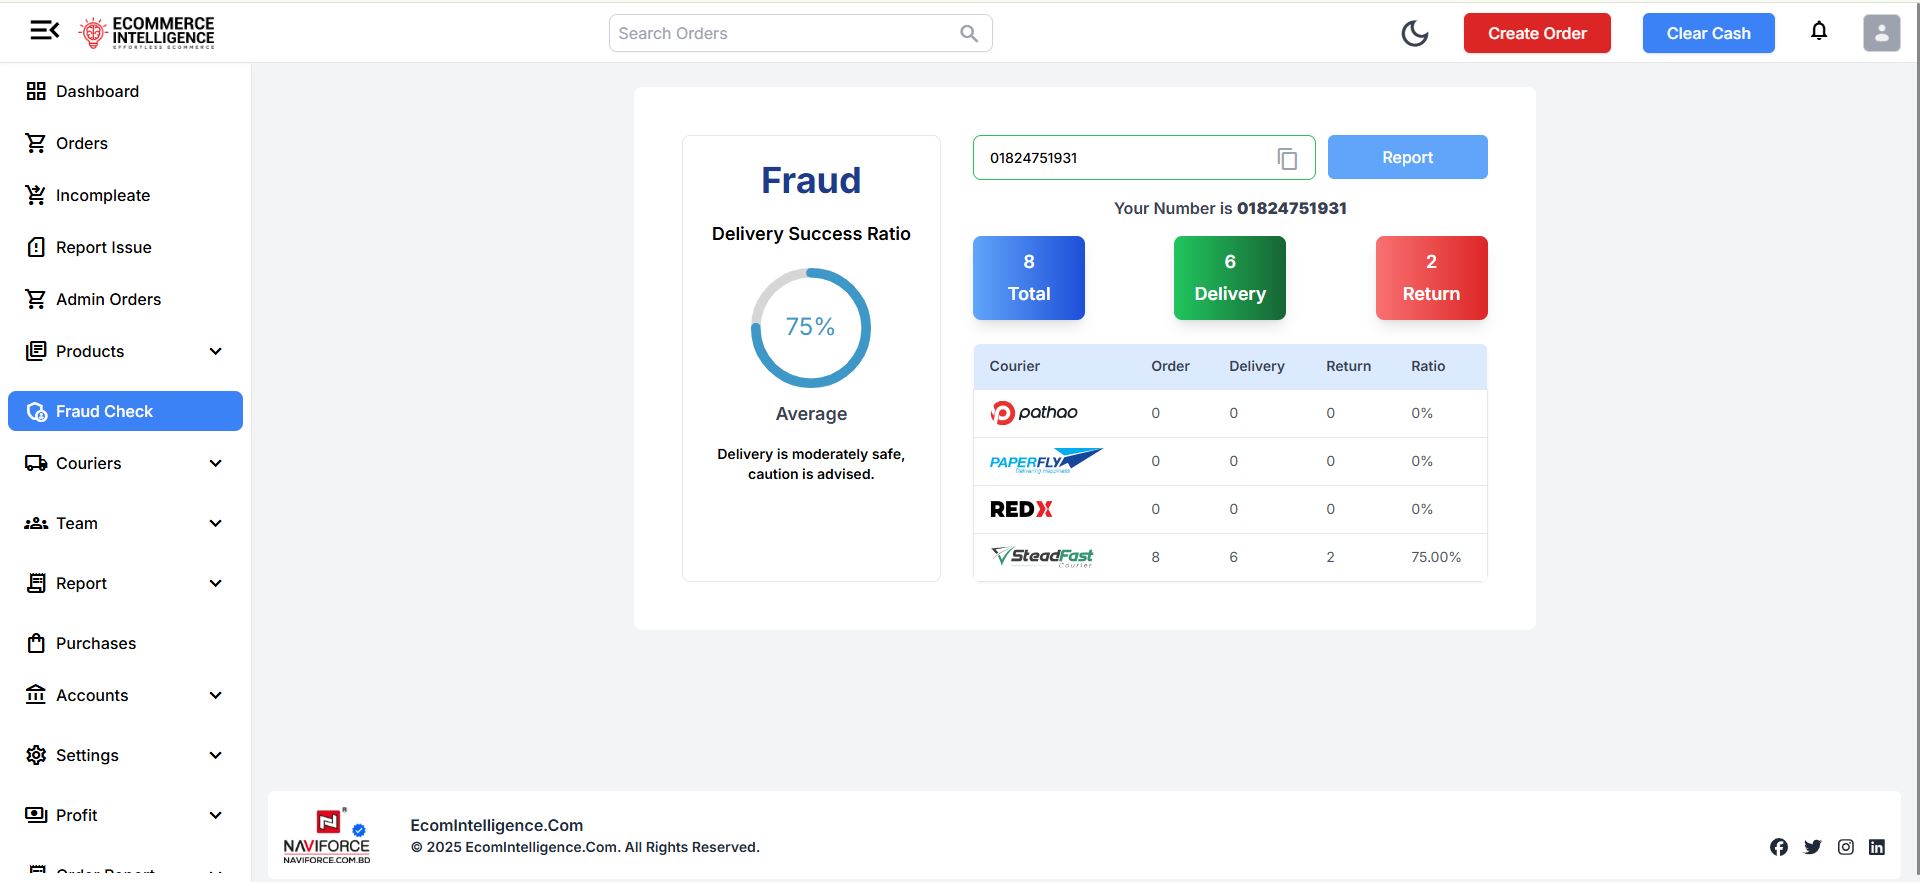 ECOMMERCE
INTELLIGENCE
EFFORTLESS ECOMMERCE
Search Orders
Create Order
Clear Cash
Dashboard
Orders
Incompleate
Report Issue
Admin Orders
Products
Fraud Check
Couriers
Team
Report
Purchases
Accounts
Settings
Profit
Order Report
Fraud
Delivery Success Ratio
75%
Average
Delivery is moderately safe,
caution is advised.
01824751931
Report
Your Number is 01824751931
8
Total
6
Delivery
2
Return
Courier Order Delivery Return Ratio
pathao 0 0 0 0%
PAPERFLY 0 0 0 0%
Delivering Happiness
REDX 0 0 0 0%
SteadFast 8 6 2 75.00%
Courier
NAVIFORCE
NAVIFORCE.COM.BD
EcomIntelligence.Com
© 2025 EcomIntelligence.Com. All Rights Reserved.